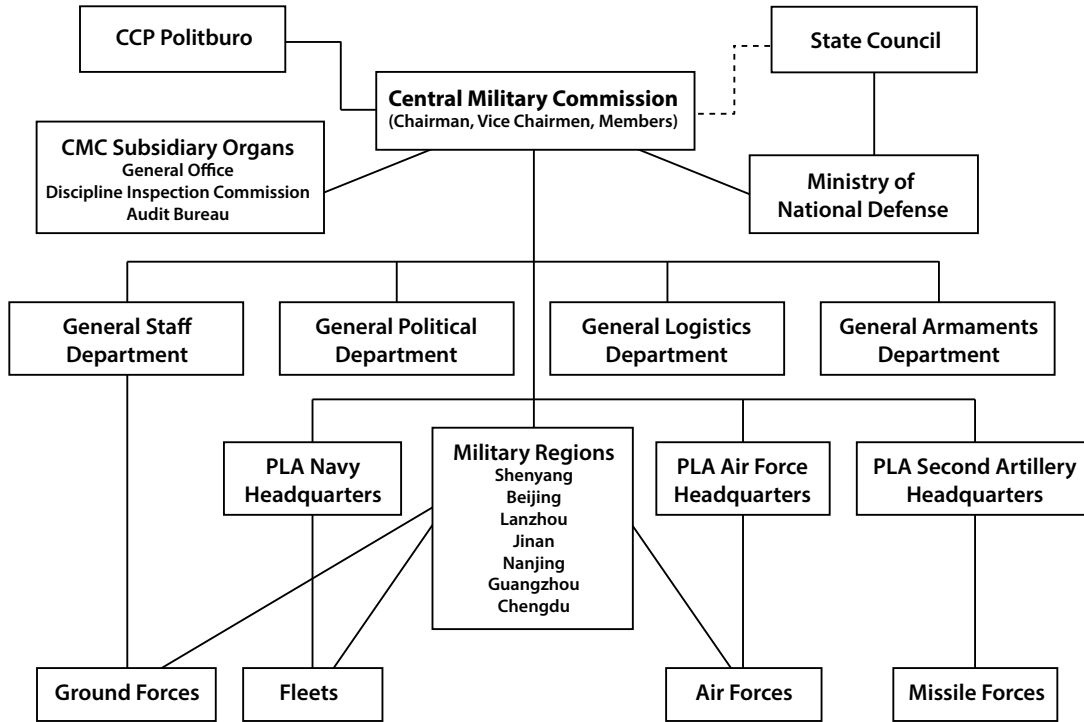 CCP Politburo
State Council
Central Military Commission
(Chairman, Vice Chairmen, Members)
CMC Subsidiary Organs
General Office
Discipline Inspection Commission
Audit Bureau
Ministry of
National Defense
General Staff
Department
General Political
Department
General Logistics
Department
General Armaments
Department
PLA Navy
Headquarters
Military Regions
Shenyang
Beijing
Lanzhou
Jinan
Nanjing
Guangzhou
Chengdu
PLA Air Force
Headquarters
PLA Second Artillery
Headquarters
Ground Forces
Fleets
Air Forces
Missile Forces